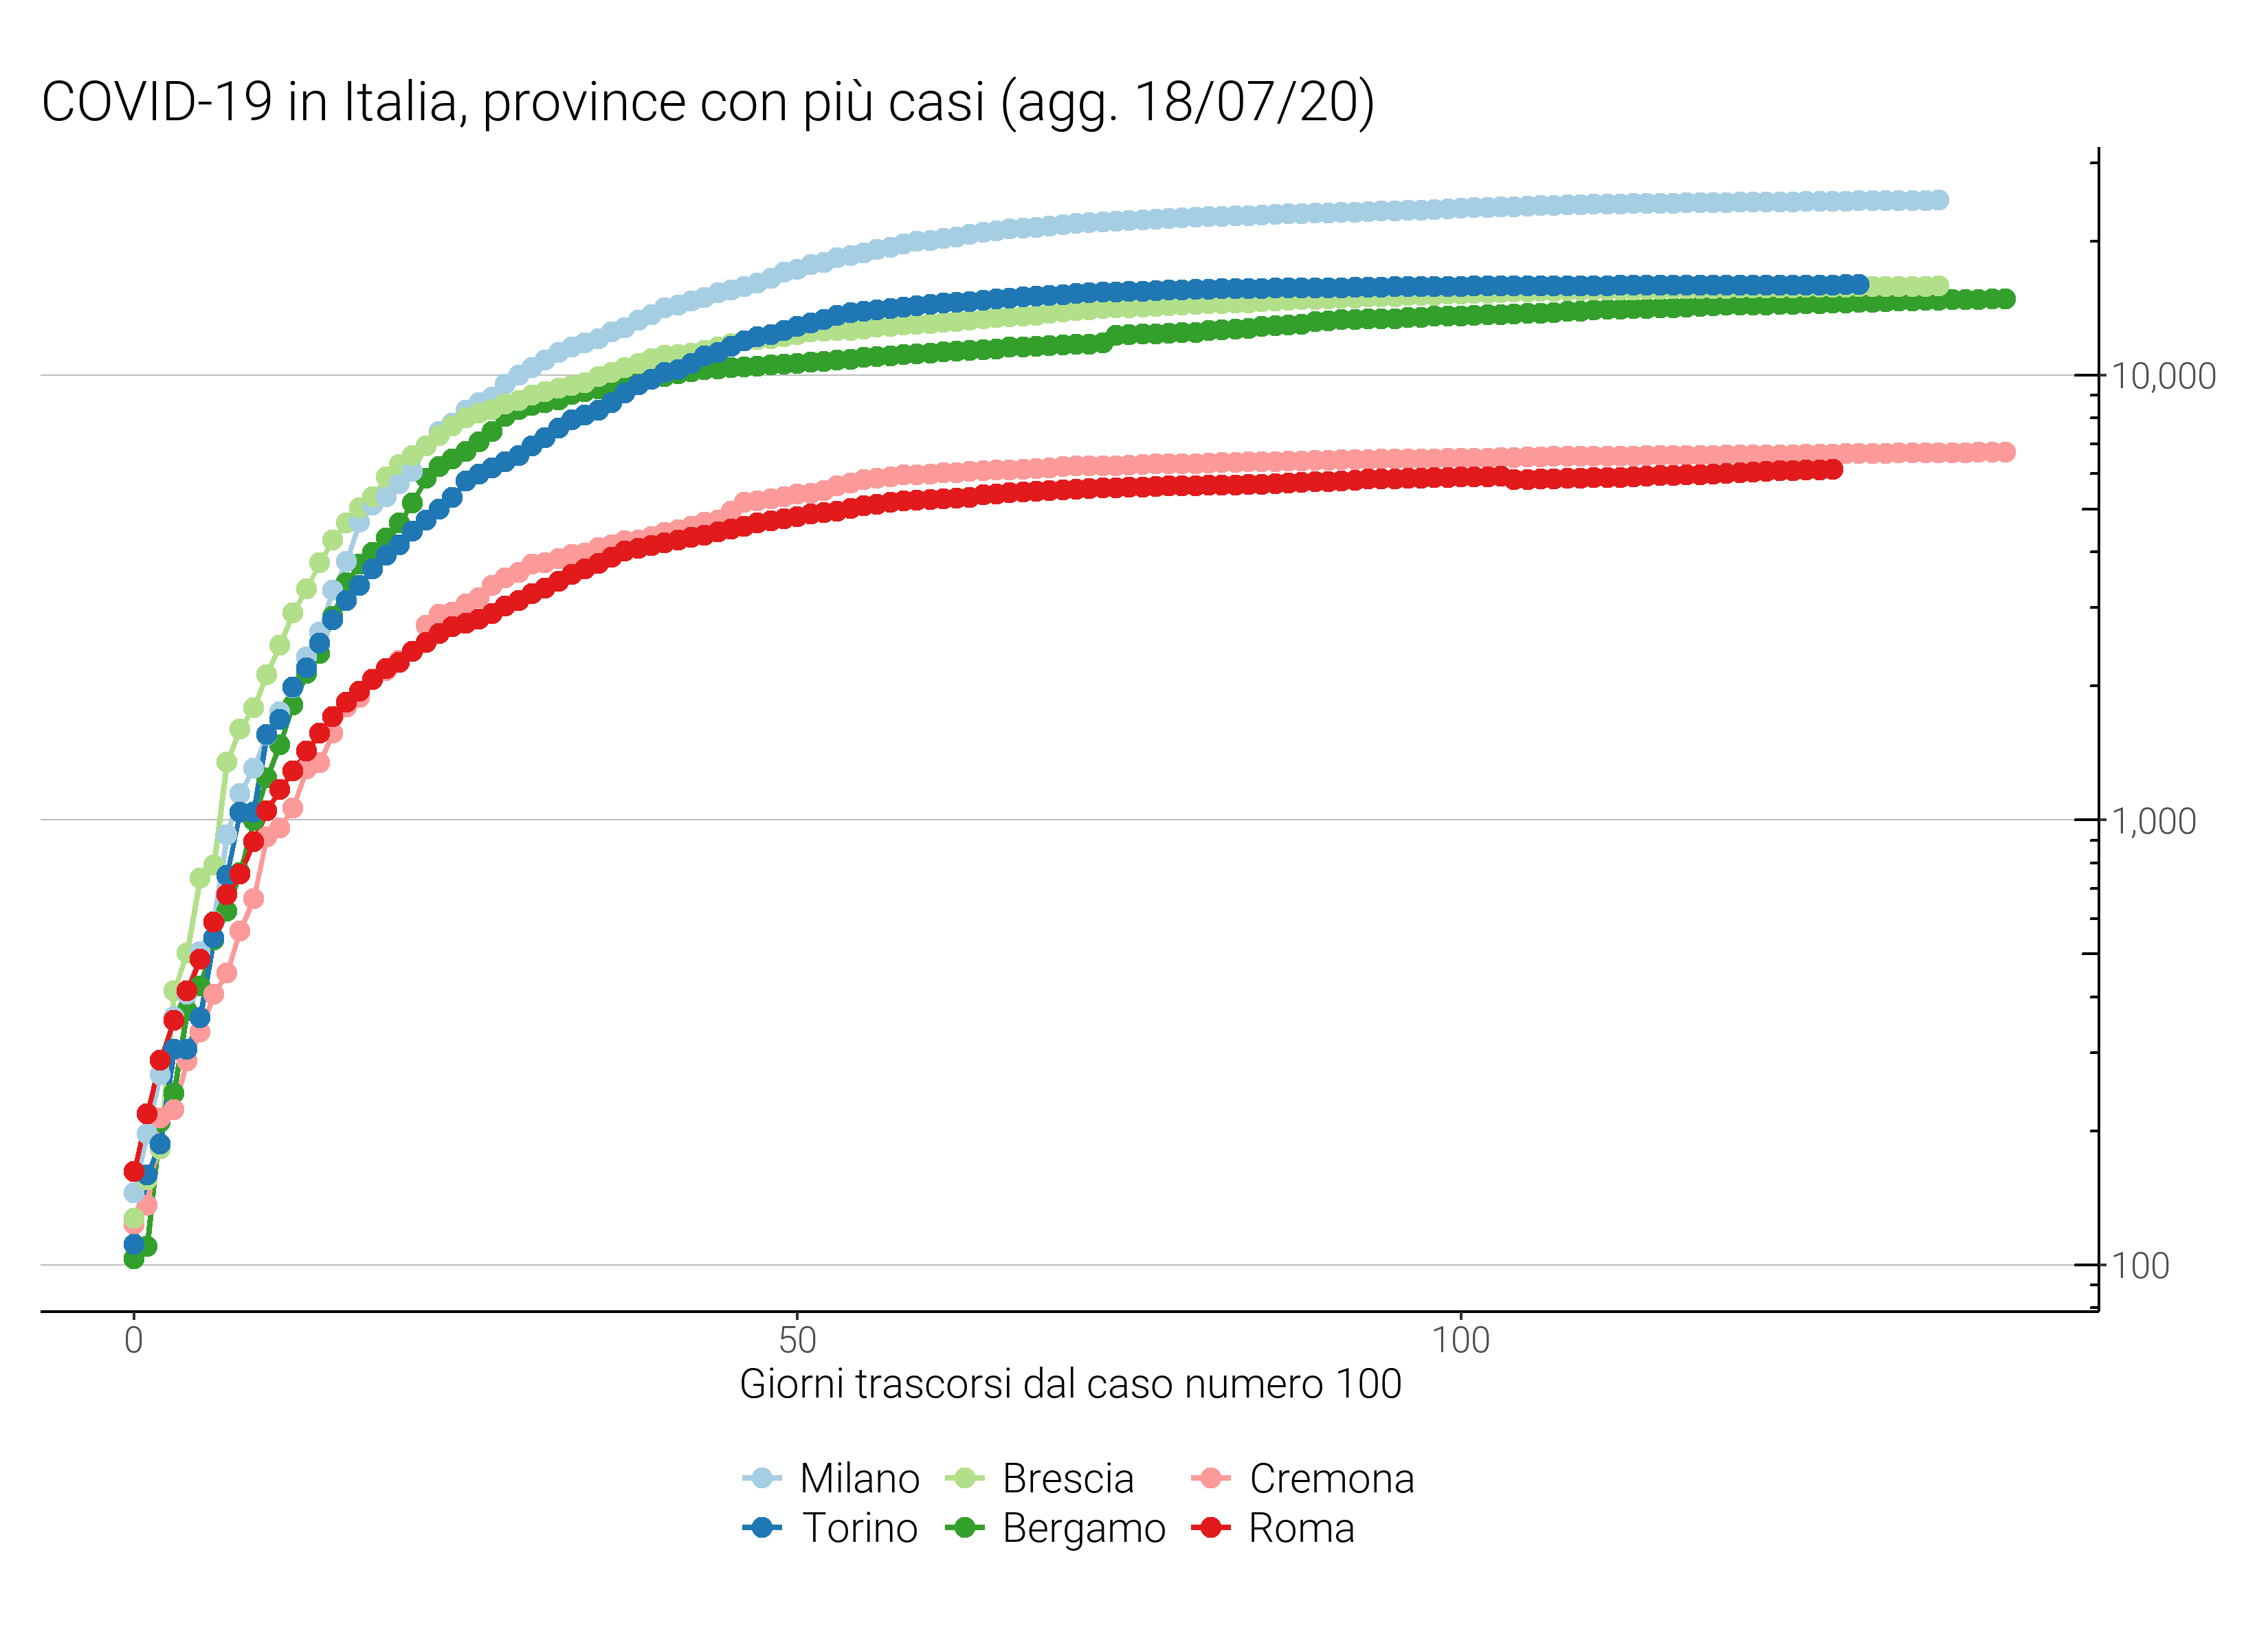 COVID-19 in Italia, province con più casi (agg. 18/07/20)
10,000
1,000
100
0 50 100
Giorni trascorsi dal caso numero 100
Milano Brescia Cremona
Torino Bergamo Roma